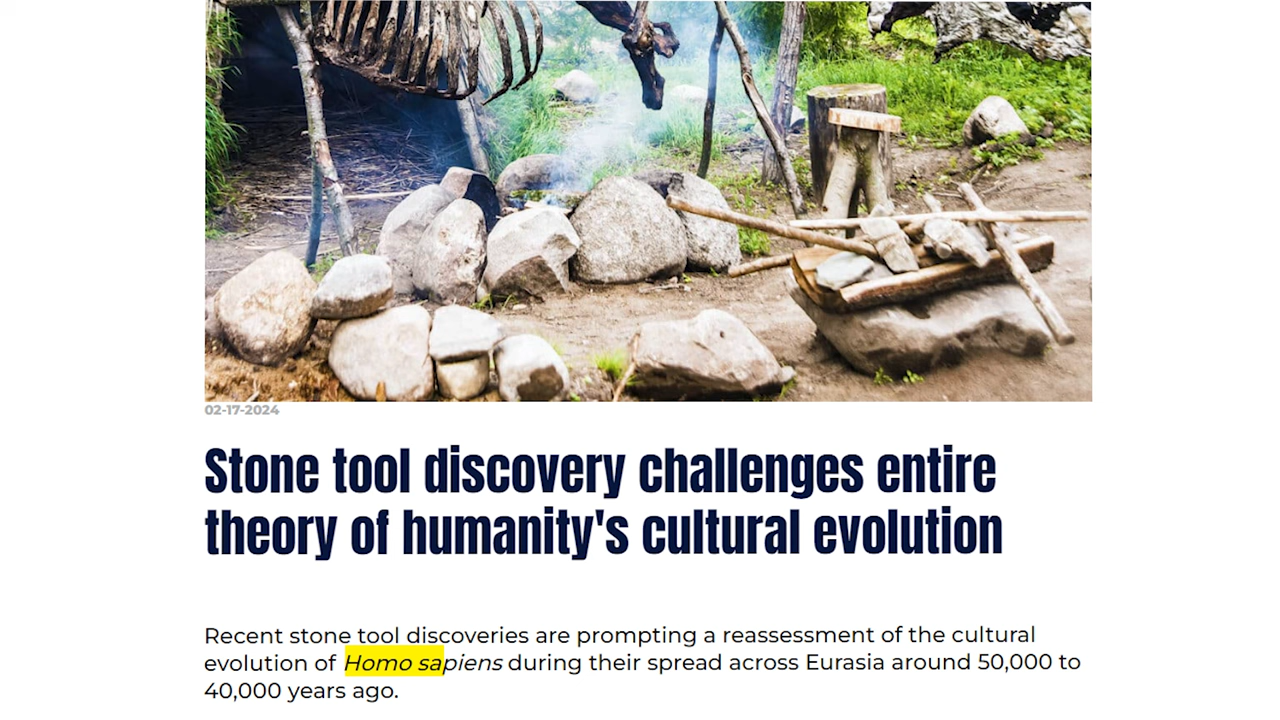 02-17-2024
Stone tool discovery challenges entire
theory of humanity's cultural evolution
Recent stone tool discoveries are prompting a reassessment of the cultural
evolution of Homo sapiens during their spread across Eurasia around 50,000 to
40,000 years ago.